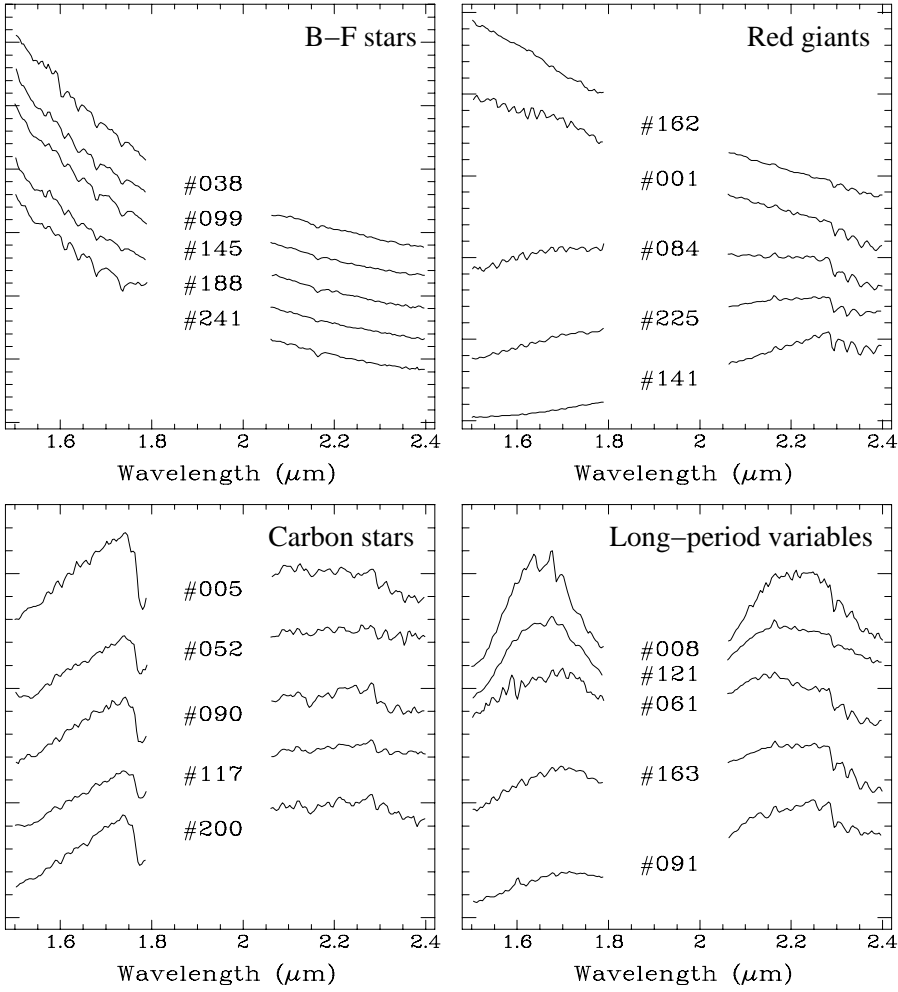 B−F stars
#038
#099
#145
#188
#241
1.6 1.8 2 2.2 2.4
Wavelength (μm)
Red giants
#162
#001
#084
#225
#141
1.6 1.8 2 2.2 2.4
Wavelength (μm)
Carbon stars
#005
#052
#090
#117
#200
1.6 1.8 2 2.2 2.4
Wavelength (μm)
Long−period variables
#008
#121
#061
#163
#091
1.6 1.8 2 2.2 2.4
Wavelength (μm)